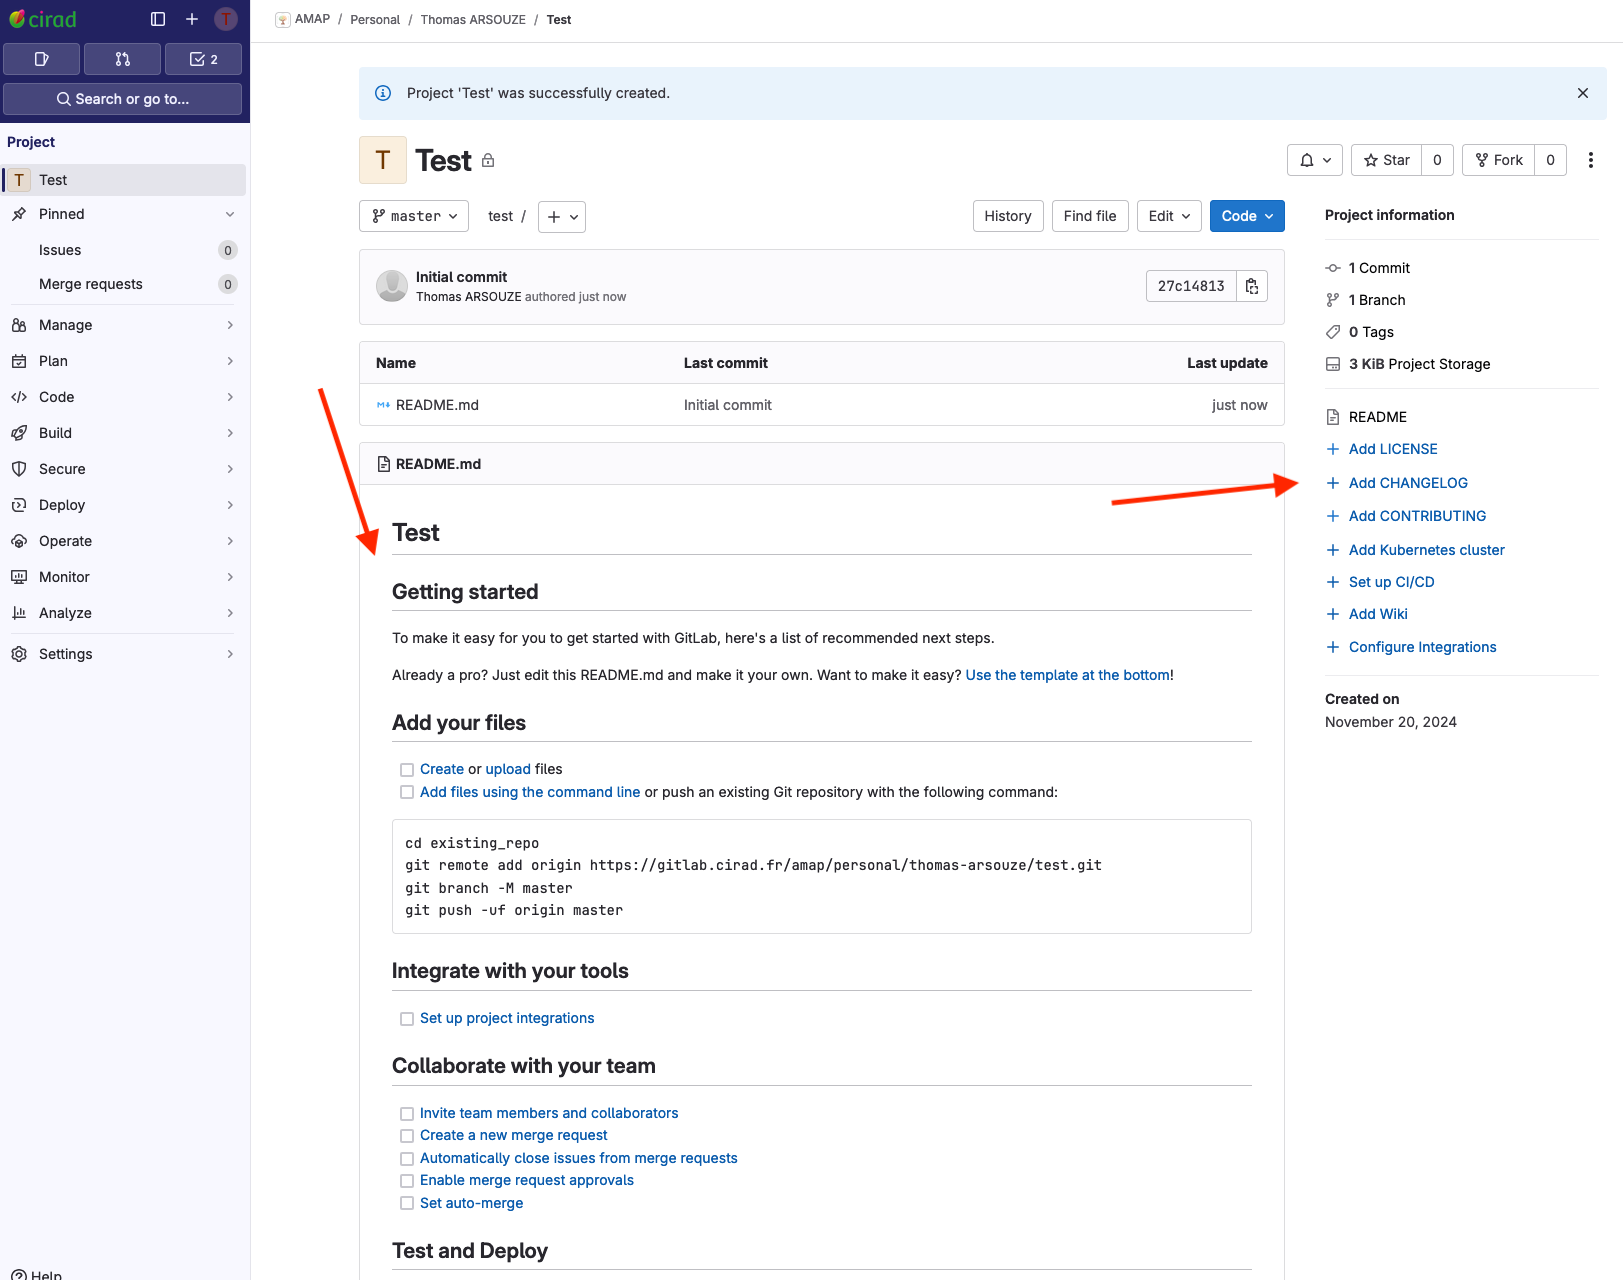 cirad
T
2
Search or go to...
Project
T Test
Pinned
Issues 0
Merge requests 0
Manage
Plan
Code
Build
Secure
Deploy
Operate
Monitor
Analyze
Settings
Help
AMAP / Personal / Thomas ARSOUZE / Test
Project 'Test' was successfully created.
T Test
Star 0
Fork 0
master
test /
History
Find file
Edit
Code
Initial commit
Thomas ARSOUZE authored just now
27c14813
Name Last commit Last update
README.md Initial commit just now
README.md
Test
Getting started
To make it easy for you to get started with GitLab, here's a list of recommended next steps.
Already a pro? Just edit this README.md and make it your own. Want to make it easy? Use the template at the bottom!
Add your files
Create or upload files
Add files using the command line or push an existing Git repository with the following command:
cd existing_repo
git remote add origin https://gitlab.cirad.fr/amap/personal/thomas-arsouze/test.git
git branch -M master
git push -uf origin master
Integrate with your tools
Set up project integrations
Collaborate with your team
Invite team members and collaborators
Create a new merge request
Automatically close issues from merge requests
Enable merge request approvals
Set auto-merge
Test and Deploy
Project information
1 Commit
1 Branch
0 Tags
3 KiB Project Storage
README
Add LICENSE
Add CHANGELOG
Add CONTRIBUTING
Add Kubernetes cluster
Set up CI/CD
Add Wiki
Configure Integrations
Created on
November 20, 2024